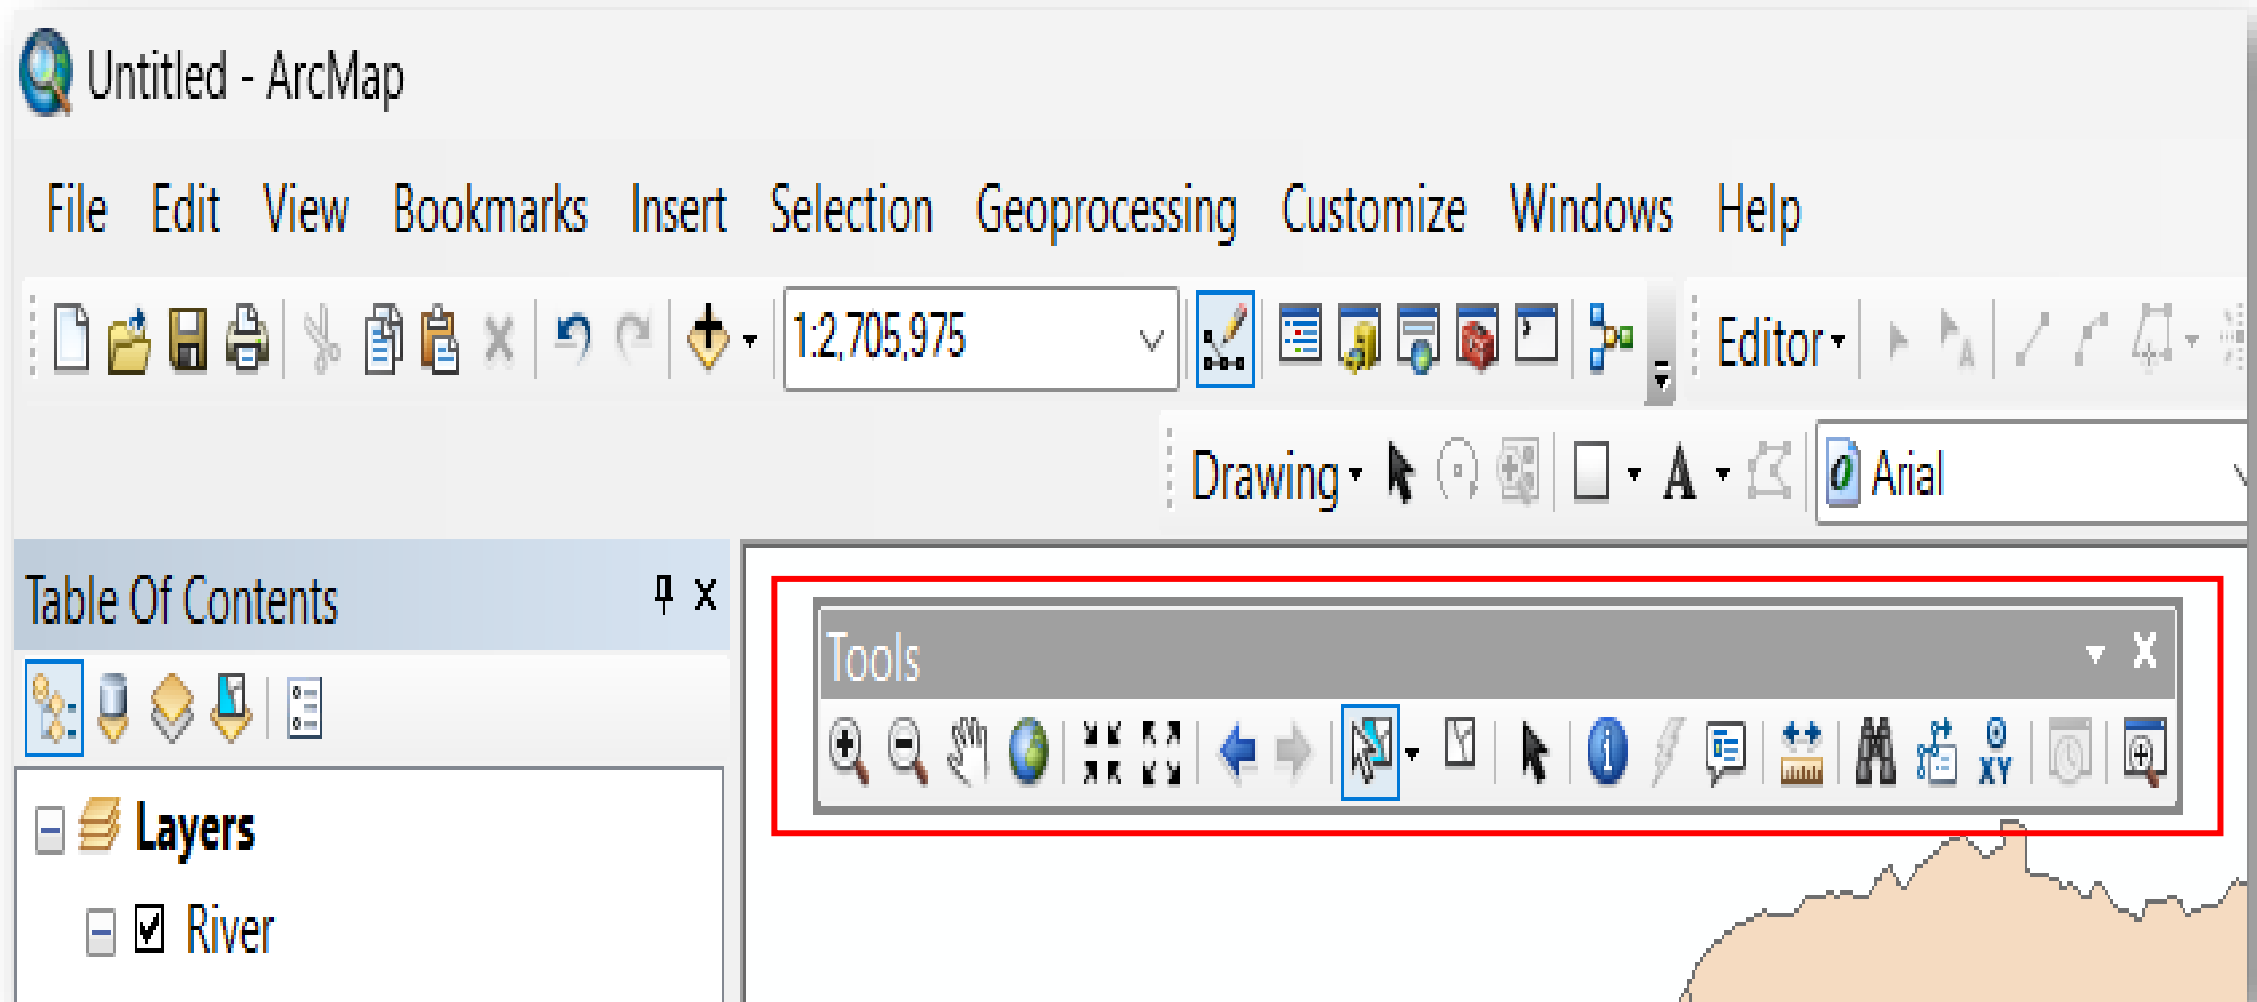 Untitled - ArcMap
File Edit View Bookmarks Insert Selection Geoprocessing Customize Windows Help
1:2,705,975 Editor
Drawing A Arial
Table Of Contents
Tools
XY
Layers
River